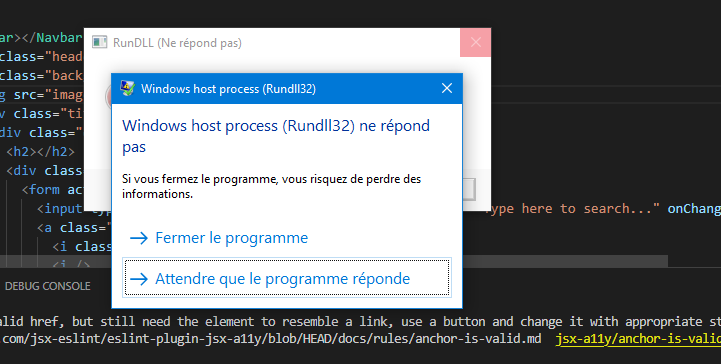 ar></Navbar
RunDLL (Ne répond pas)
class="head
class="back
g src="imag
v class="ti
div class="
<h2></h2>
<div class
<form ac
<input typ
ype here to search..." onChang
<a class="
<i class
<i />
Windows host process (Rundll32)
Windows host process (Rundll32) ne répond
pas
Si vous fermez le programme, vous risquez de perdre des
informations.
→ Fermer le programme
→ Attendre que le programme réponde
DEBUG CONSOLE
alid href, but still need the element to resemble a link, use a button and change it with appropriate st
.com/jsx-eslint/eslint-plugin-jsx-a11y/blob/HEAD/docs/rules/anchor-is-valid.md jsx-a11y/anchor-is-valid